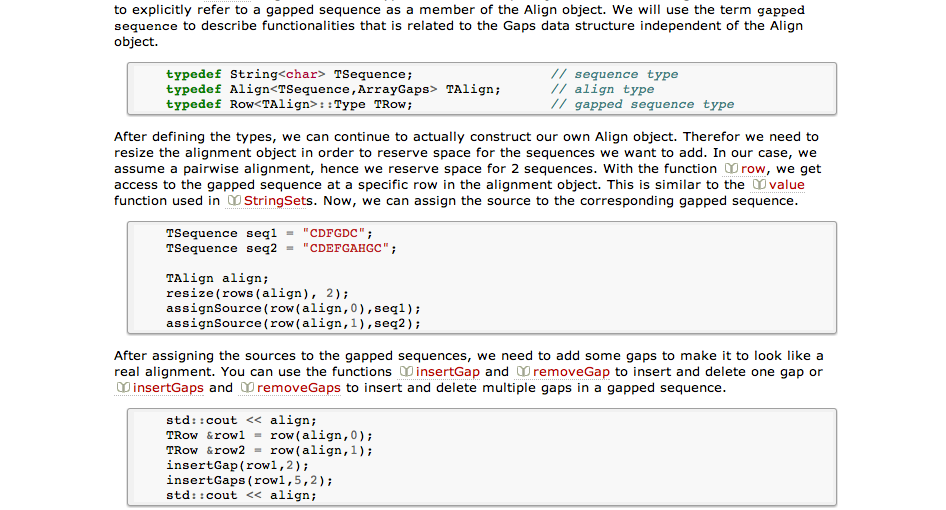 to explicitly refer to a gapped sequence as a member of the Align object. We will use the term gapped
sequence to describe functionalities that is related to the Gaps data structure independent of the Align
object.
typedef String<char> TSequence; // sequence type
typedef Align<TSequence,ArrayGaps> TAlign; // align type
typedef Row<TAlign>::Type TRow; // gapped sequence type
After defining the types, we can continue to actually construct our own Align object. Therefor we need to
resize the alignment object in order to reserve space for the sequences we want to add. In our case, we
assume a pairwise alignment, hence we reserve space for 2 sequences. With the function row, we get
access to the gapped sequence at a specific row in the alignment object. This is similar to the value
function used in StringSets. Now, we can assign the source to the corresponding gapped sequence.
TSequence seq1 = "CDFGDC";
TSequence seq2 = "CDEFGAHGC";
TAlign align;
resize(rows(align), 2);
assignSource(row(align,0),seq1);
assignSource(row(align,1),seq2);
After assigning the sources to the gapped sequences, we need to add some gaps to make it to look like a
real alignment. You can use the functions insertGap and removeGap to insert and delete one gap or
insertGaps and removeGaps to insert and delete multiple gaps in a gapped sequence.
std::cout << align;
TRow &row1 = row(align,0);
TRow &row2 = row(align,1);
insertGap(row1,2);
insertGaps(row1,5,2);
std::cout << align;